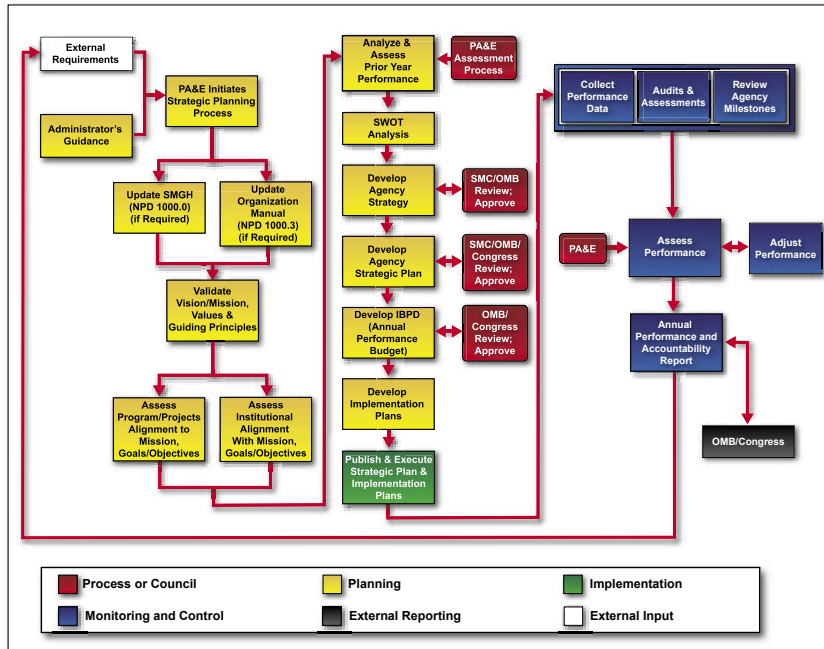 External
Requirements
Administrator's
Guidance
PA&E Initiates
Strategic Planning
Process
Update SMGH
(NPD 1000.0)
(if Required)
Update
Organization
Manual
(NPD 1000.3)
(if Required)
Validate
Vision/Mission,
Values &
Guiding Principles
Assess
Program/Projects
Alignment to
Mission,
Goals/Objectives
Assess
Institutional
Alignment
With Mission,
Goals/Objectives
Analyze &
Assess
Prior Year
Performance
PA&E
Assessment
Process
SWOT
Analysis
Develop
Agency
Strategy
SMC/OMB
Review;
Approve
Develop
Agency
Strategic Plan
SMC/OMB/
Congress
Review;
Approve
Develop IBPD
(Annual
Performance
Budget)
OMB/
Congress
Review;
Approve
Develop
Implementation
Plans
Publish & Execute
Strategic Plan &
Implementation
Plans
Collect
Performance
Data
Audits &
Assessments
Review
Agency
Milestones
PA&E
Assess
Performance
Adjust
Performance
Annual
Performance and
Accountability
Report
OMB/Congress
Process or Council
Planning
Implementation
Monitoring and Control
External Reporting
External Input